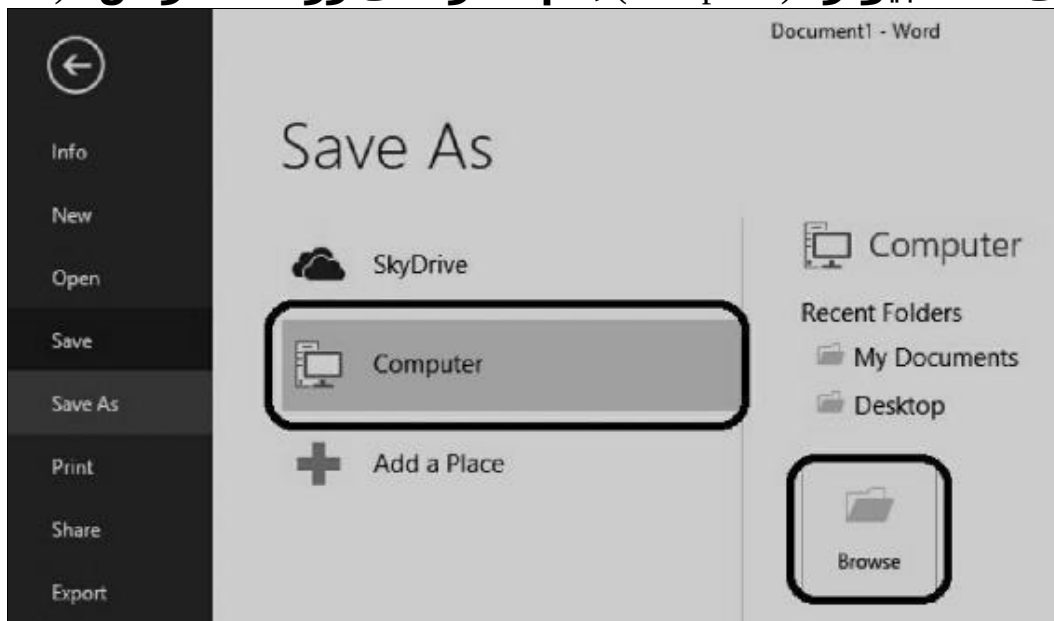 Document1 - Word
Info
New
Open
Save
Save As
Print
Share
Export
Save As
SkyDrive
Computer
Add a Place
Computer
Recent Folders
My Documents
Desktop
Browse